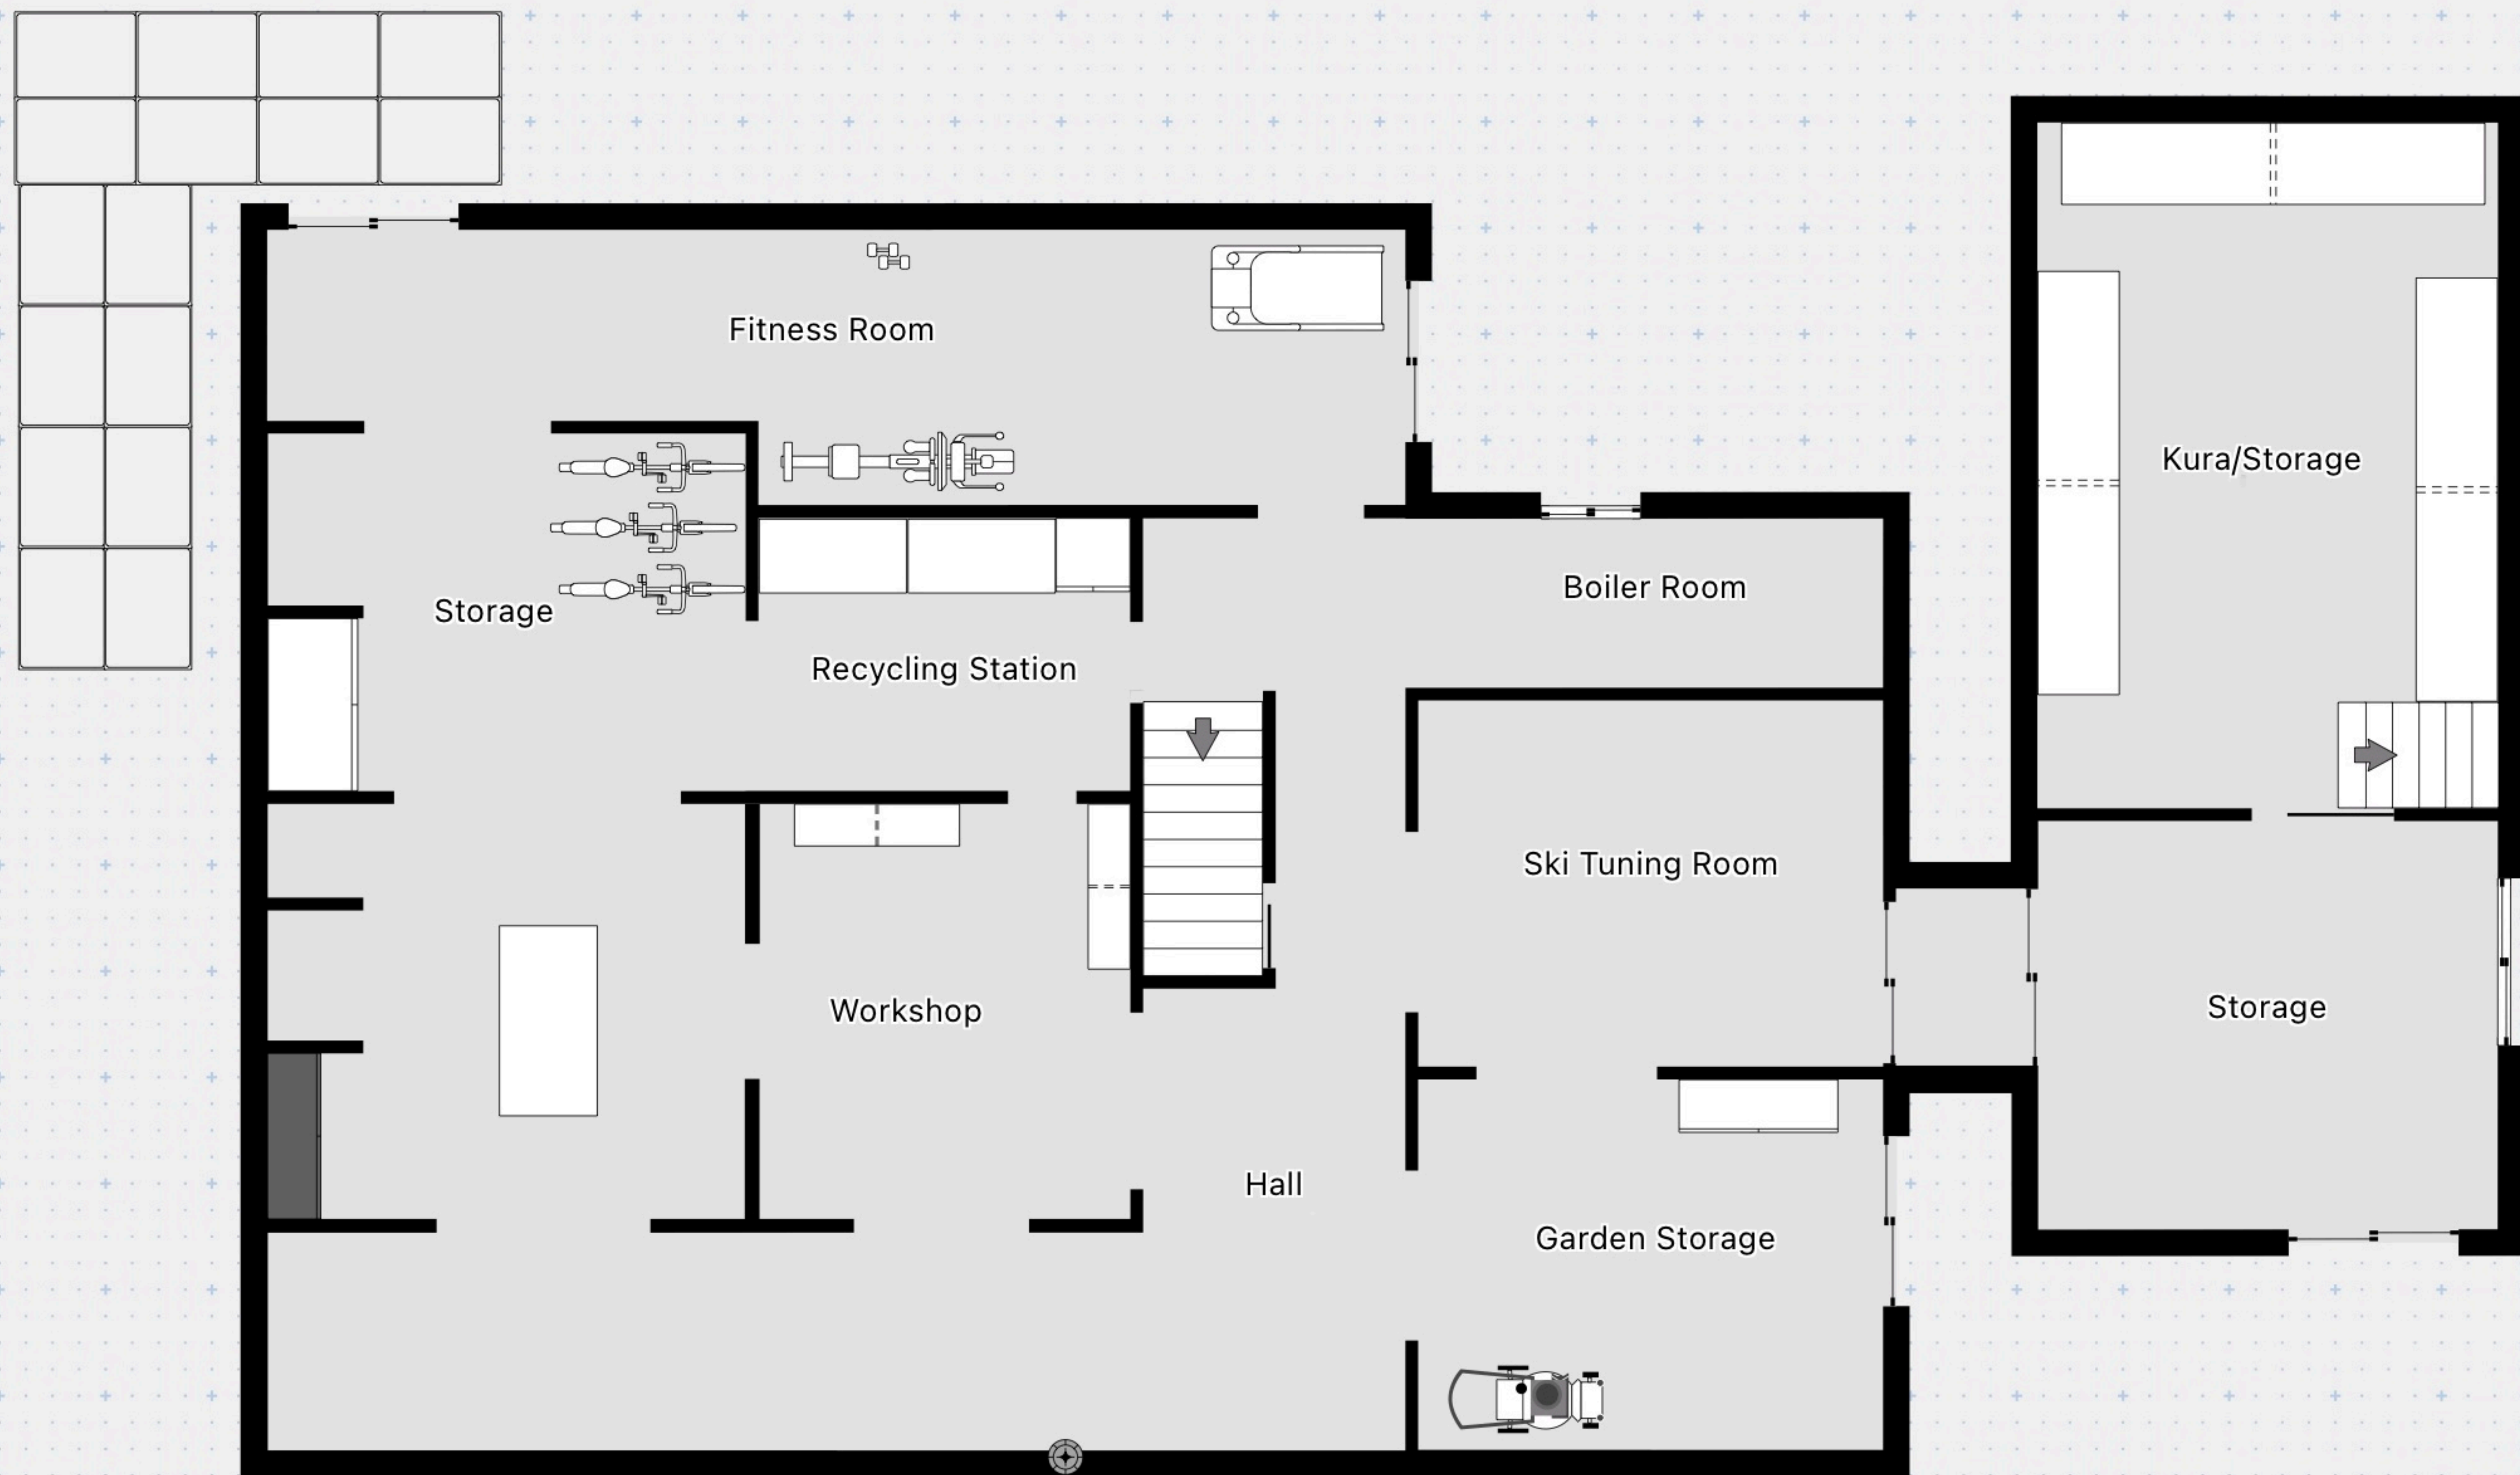 Fitness Room
Kura/Storage
Boiler Room
Storage
Recycling Station
Ski Tuning Room
Workshop
Storage
Hall
Garden Storage